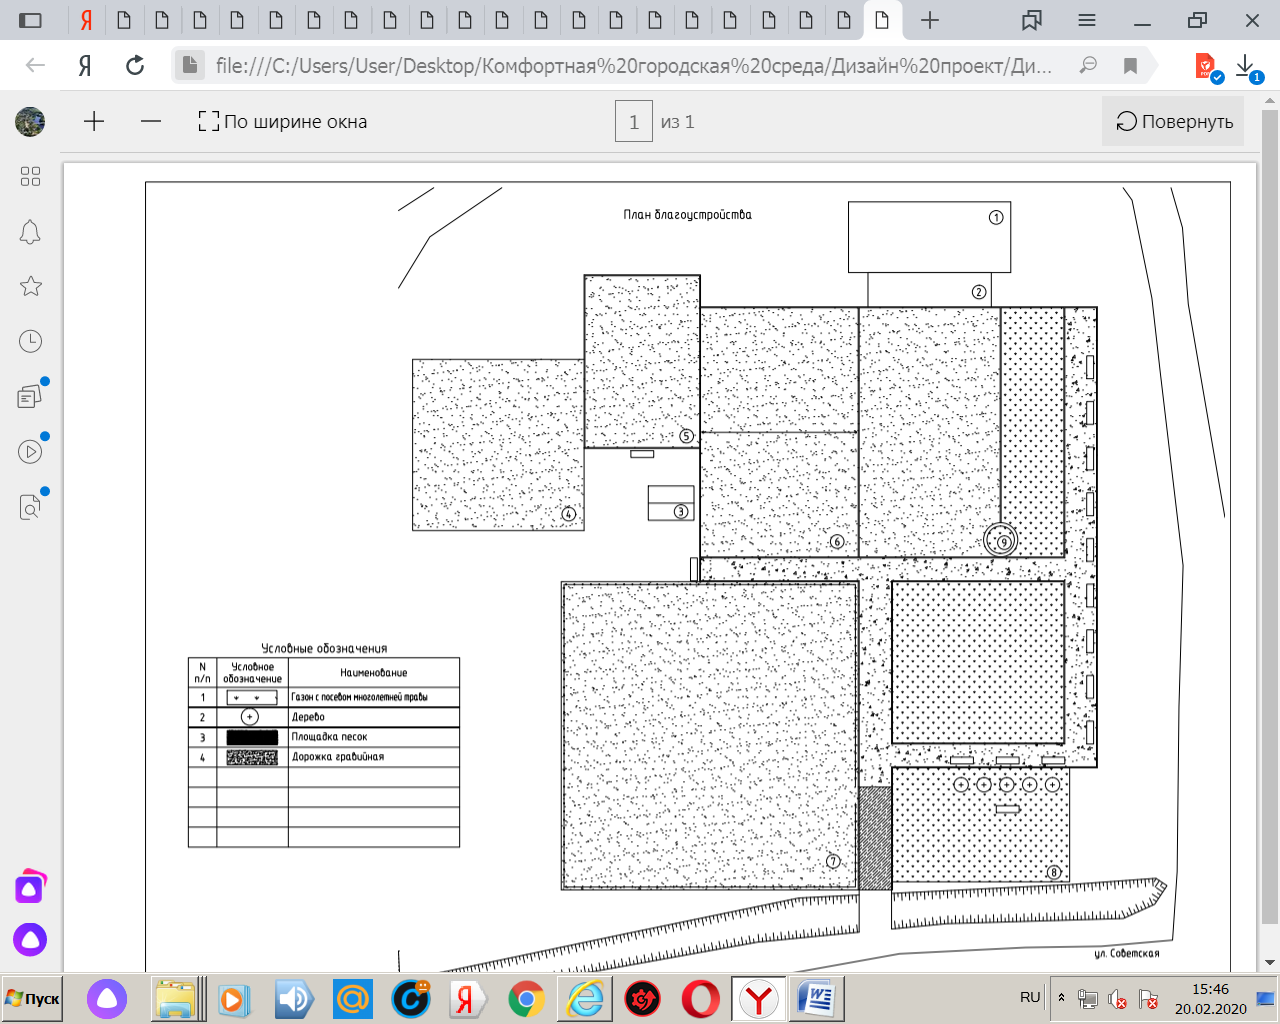 Я
Я
file:///C:/Users/User/Desktop/Комфортная%20городская%20среда/Дизайн%20проект/Ди...
1
По ширине окна
1 из 1
Повернуть
План благоустройства
1
2
5
4
3
6
9
7
8
Условные обозначения
N п/п Условное обозначение Наименование
1 Газон с посевом многолетней травы
2 Дерево
3 Площадка песок
4 Дорожка гравийная
ул. Советская
Пуск
RU
15:46
20.02.2020